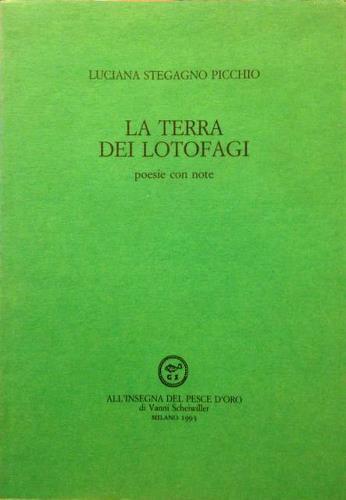 LUCIANA STEGAGNO PICCHIO
LA TERRA
DEI LOTOFAGI
poesie con note
G S
ALL'INSEGNA DEL PESCE D'ORO
di Vanni Scheiwiller
MILANO 1993